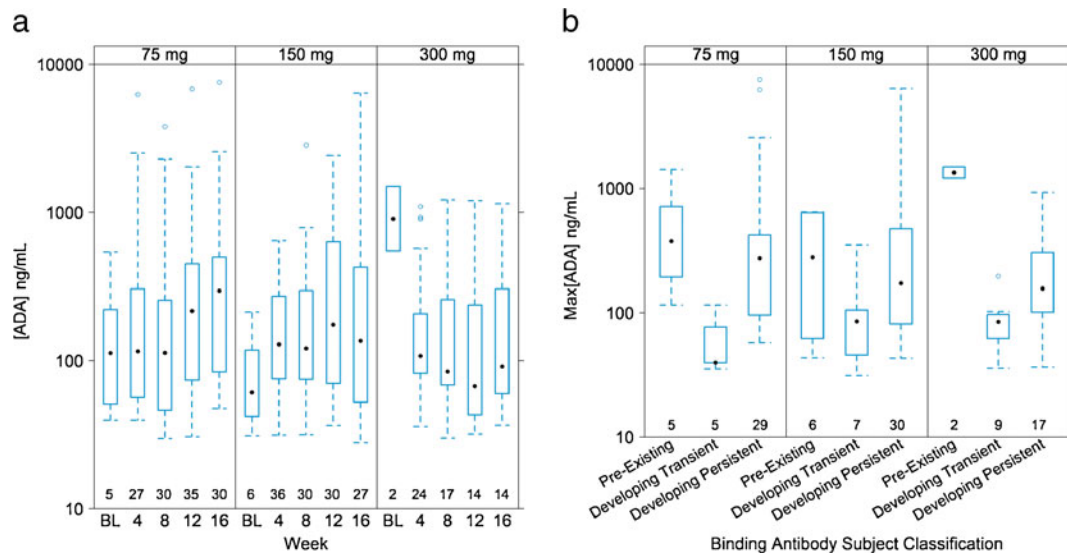 a
75 mg 150 mg 300 mg
10000
1000
100
10
[ADA] ng/mL
5 27 30 35 30 6 36 30 30 27 2 24 17 14 14
BL 4 8 12 16 BL 4 8 12 16 BL 4 8 12 16
Week
b
75 mg 150 mg 300 mg
10000
1000
100
10
Max[ADA] ng/mL
5 5 29 6 7 30 2 9 17
Pre-Existing
Developing Transient
Developing Persistent
Pre-Existing
Developing Transient
Developing Persistent
Pre-Existing
Developing Transient
Developing Persistent
Binding Antibody Subject Classification